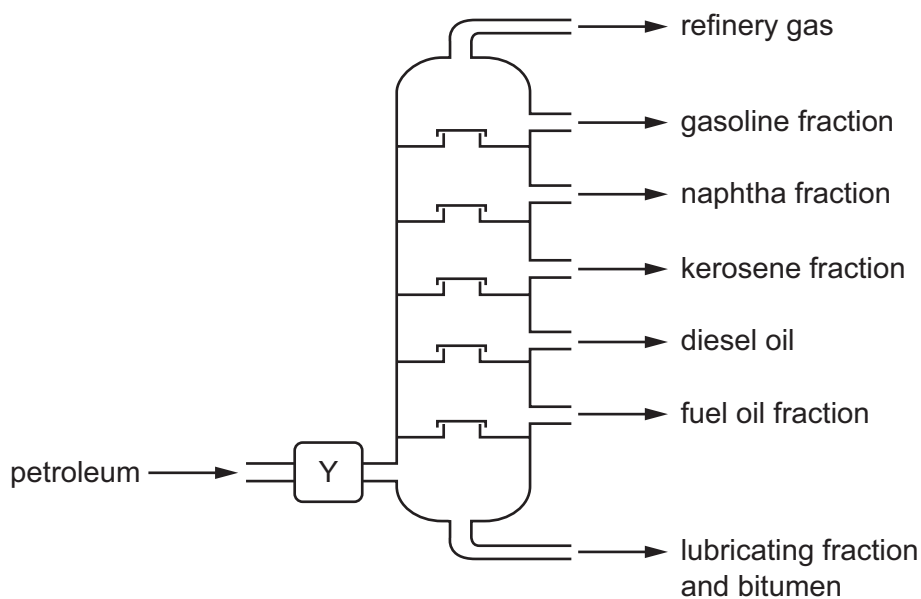 refinery gas
gasoline fraction
naphtha fraction
kerosene fraction
diesel oil
fuel oil fraction
petroleum
Y
lubricating fraction
and bitumen